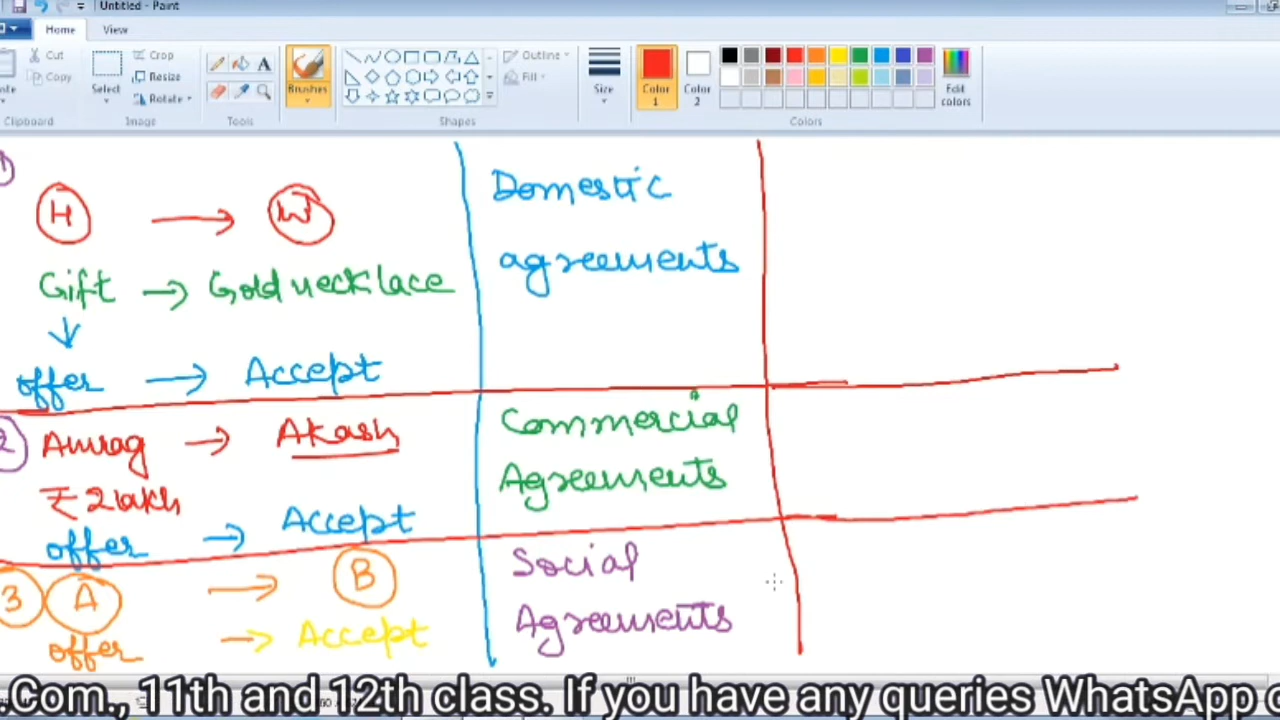 Untitled - Paint
Home View
Cut
Copy
Clipboard
Select
Crop
Resize
Rotate
Image
A
Tools
Brushes
Outline
Fill
Shapes
Size
Color 1
Color 2
Edit colors
Colors
1
H → W
Gift → Gold necklace
↓
offer → Accept
Domestic
agreements
2 Anurag → Akash
₹ 2 lakh
offer → Accept
Commercial
Agreements
3 A → B
offer → Accept
Social
Agreements
.Com., 11th and 12th class. If you have any queries WhatsApp